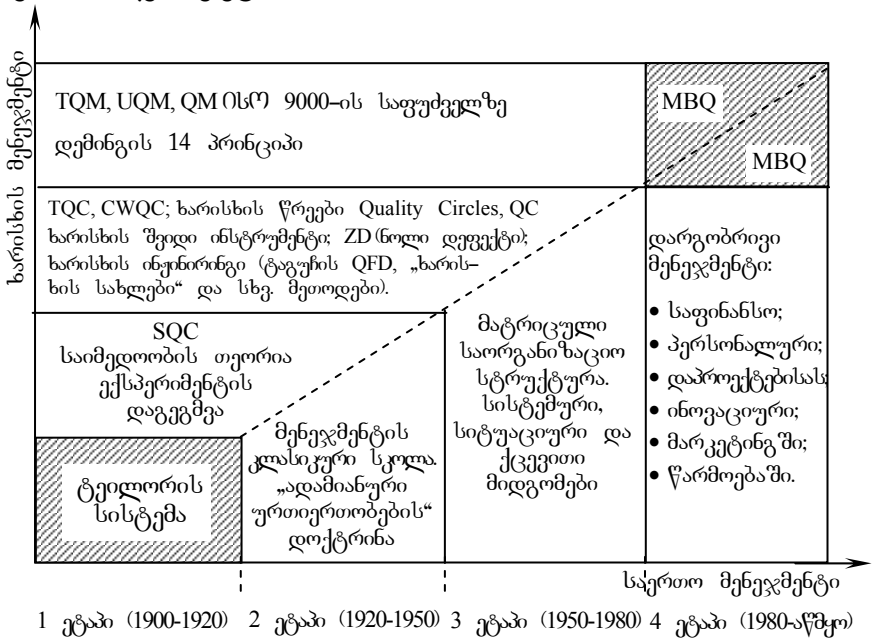 ხარისხის მენეჯმენტი
TQM, UQM, QM ისო 9000–ის საფუძველზე
დემინგის 14 პრინციპი
MBQ
MBQ
TQC, CWQC; ხარისხის წრეები Quality Circles, QC
ხარისხის შვიდი ინსტრუმენტი; ZD (ნოლი დეფექტი);
ხარისხის ინჟინირინგი (ტაგუჩის QFD, „ხარის–
ხის სახლები“ და სხვ. მეთოდები).
SQC
საიმედოობის თეორია
ექსპერიმენტის
დაგეგმვა
ტეილორის
სისტემა
მენეჯმენტის
კლასიკური სკოლა.
„ადამიანური
ურთიერთობების“
დოქტრინა
მატრიცული
საორგანიზაციო
სტრუქტურა.
სისტემური,
სიტუაციური და
ქცევითი
მიდგომები
დარგობრივი
მენეჯმენტი:
• საფინანსო;
• პერსონალური;
• დაპროექტებისას;
• ინოვაციური;
• მარკეტინგში;
• წარმოებაში.
საერთო მენეჯმენტი
1 ეტაპი (1900-1920) 2 ეტაპი (1920-1950) 3 ეტაპი (1950-1980) 4 ეტაპი (1980-აწმყო)